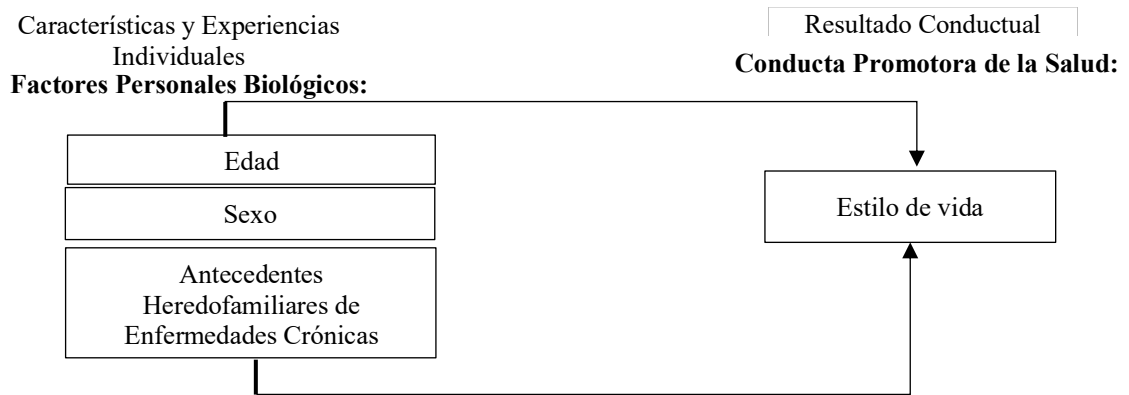 Características y Experiencias
Individuales
Factores Personales Biológicos:
Resultado Conductual
Conducta Promotora de la Salud:
Edad
Sexo
Antecedentes
Heredofamiliares de
Enfermedades Crónicas
Estilo de vida